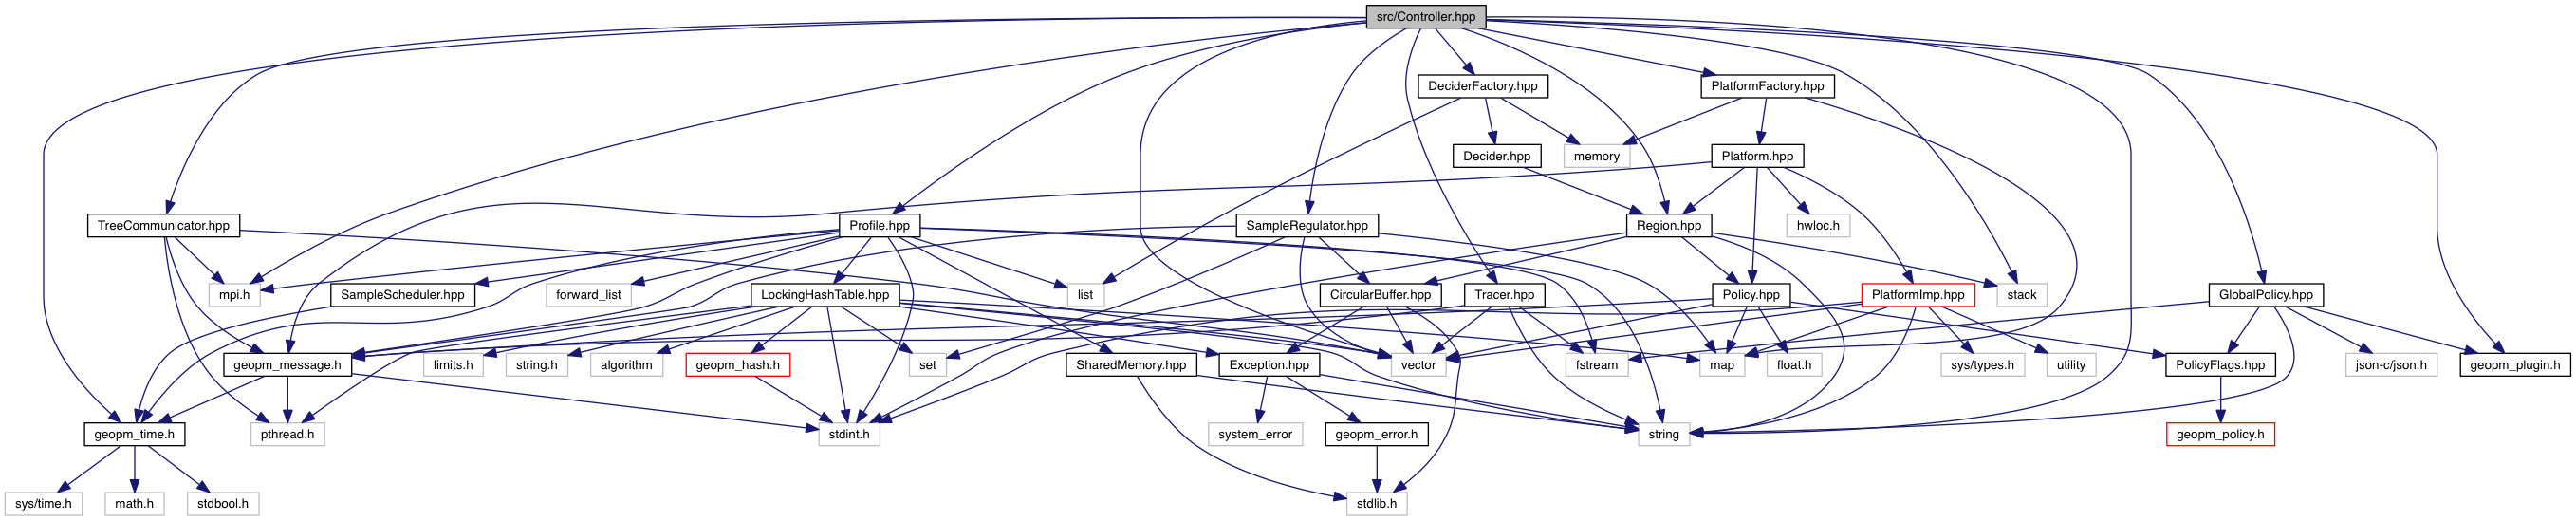 src/Controller.hpp
DeciderFactory.hpp
PlatformFactory.hpp
Decider.hpp
memory
Platform.hpp
TreeCommunicator.hpp
Profile.hpp
SampleRegulator.hpp
Region.hpp
hwloc.h
mpi.h
SampleScheduler.hpp
forward_list
LockingHashTable.hpp
list
CircularBuffer.hpp
Tracer.hpp
Policy.hpp
PlatformImp.hpp
stack
GlobalPolicy.hpp
geopm_message.h
limits.h
string.h
algorithm
geopm_hash.h
set
SharedMemory.hpp
Exception.hpp
vector
fstream
map
float.h
sys/types.h
utility
PolicyFlags.hpp
json-c/json.h
geopm_plugin.h
geopm_time.h
pthread.h
stdint.h
system_error
geopm_error.h
string
geopm_policy.h
sys/time.h
math.h
stdbool.h
stdlib.h